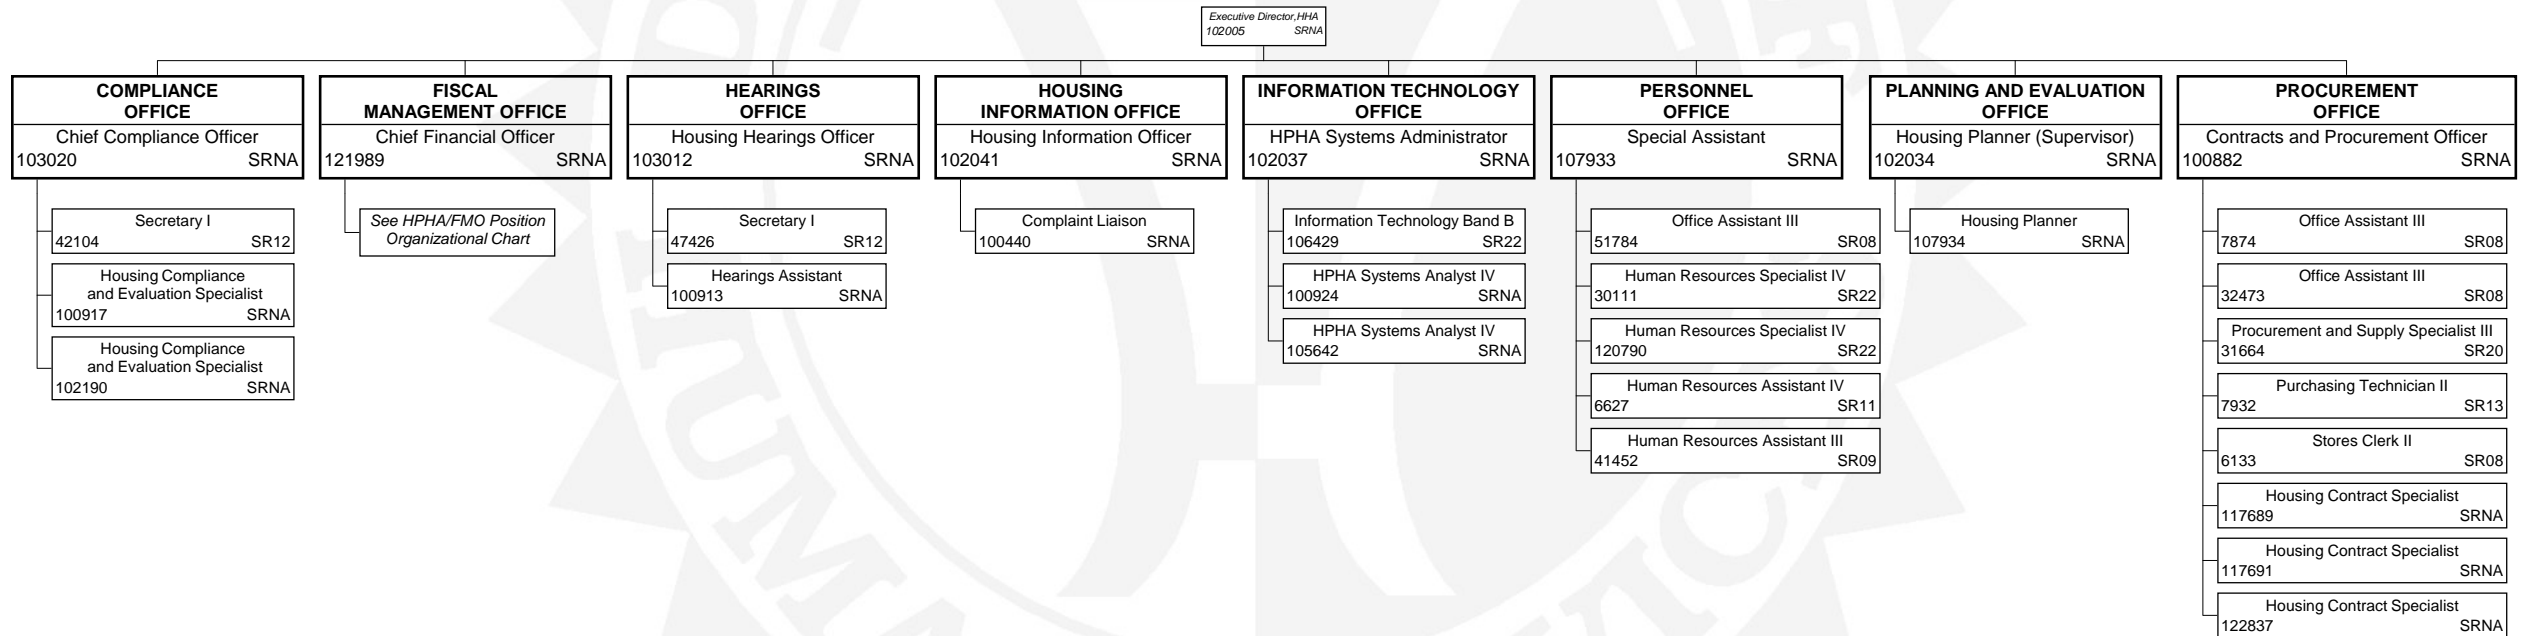 Executive Director,HHA
102005 SRNA
COMPLIANCE
OFFICE
Chief Compliance Officer
103020 SRNA
Secretary I
42104 SR12
Housing Compliance
and Evaluation Specialist
100917 SRNA
Housing Compliance
and Evaluation Specialist
102190 SRNA
FISCAL
MANAGEMENT OFFICE
Chief Financial Officer
121989 SRNA
See HPHA/FMO Position
Organizational Chart
HEARINGS
OFFICE
Housing Hearings Officer
103012 SRNA
Secretary I
47426 SR12
Hearings Assistant
100913 SRNA
HOUSING
INFORMATION OFFICE
Housing Information Officer
102041 SRNA
Complaint Liaison
100440 SRNA
INFORMATION TECHNOLOGY
OFFICE
HPHA Systems Administrator
102037 SRNA
Information Technology Band B
106429 SR22
HPHA Systems Analyst IV
100924 SRNA
HPHA Systems Analyst IV
105642 SRNA
PERSONNEL
OFFICE
Special Assistant
107933 SRNA
Office Assistant III
51784 SR08
Human Resources Specialist IV
30111 SR22
Human Resources Specialist IV
120790 SR22
Human Resources Assistant IV
6627 SR11
Human Resources Assistant III
41452 SR09
PLANNING AND EVALUATION
OFFICE
Housing Planner (Supervisor)
102034 SRNA
Housing Planner
107934 SRNA
PROCUREMENT
OFFICE
Contracts and Procurement Officer
100882 SRNA
Office Assistant III
7874 SR08
Office Assistant III
32473 SR08
Procurement and Supply Specialist III
31664 SR20
Purchasing Technician II
7932 SR13
Stores Clerk II
6133 SR08
Housing Contract Specialist
117689 SRNA
Housing Contract Specialist
117691 SRNA
Housing Contract Specialist
122837 SRNA